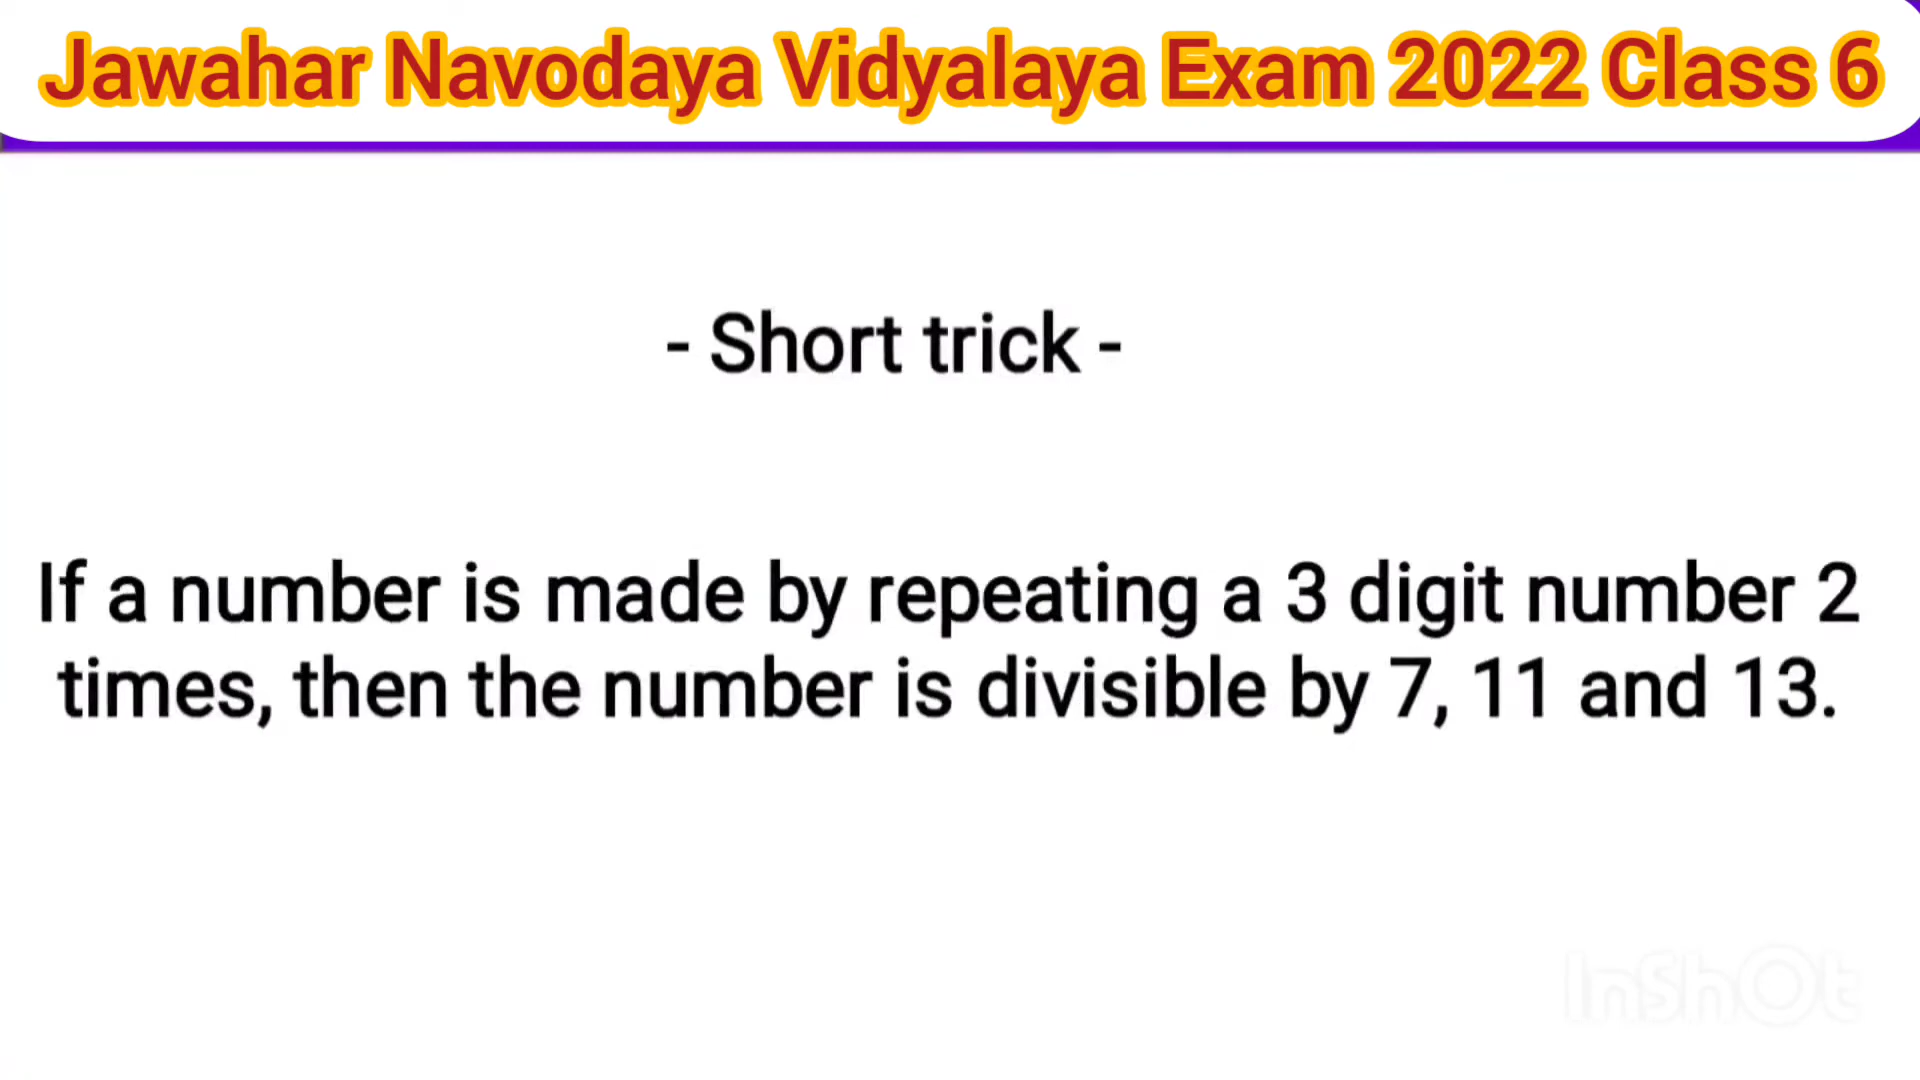 Jawahar Navodaya Vidyalaya Exam 2022 Class 6
- Short trick -
If a number is made by repeating a 3 digit number 2
times, then the number is divisible by 7, 11 and 13.
InShOt